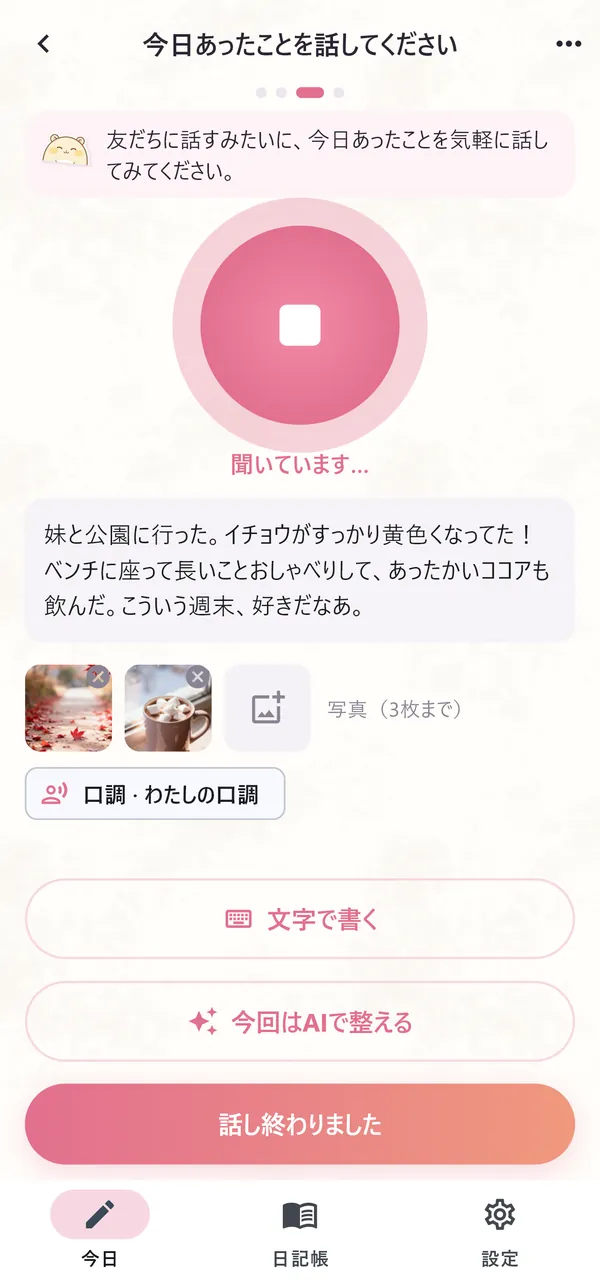 今日あったことを話してください
友だちに話すみたいに、今日あったことを気軽に話し
てみてください。
聞いています...
妹と公園に行った。イチョウがすっかり黄色くなってた！
ベンチに座って長いことおしゃべりして、あったかいココアも
飲んだ。こういう週末、好きだなあ。
写真（3枚まで）
口調・わたしの口調
文字で書く
今回はAIで整える
話し終わりました
今日
日記帳
設定